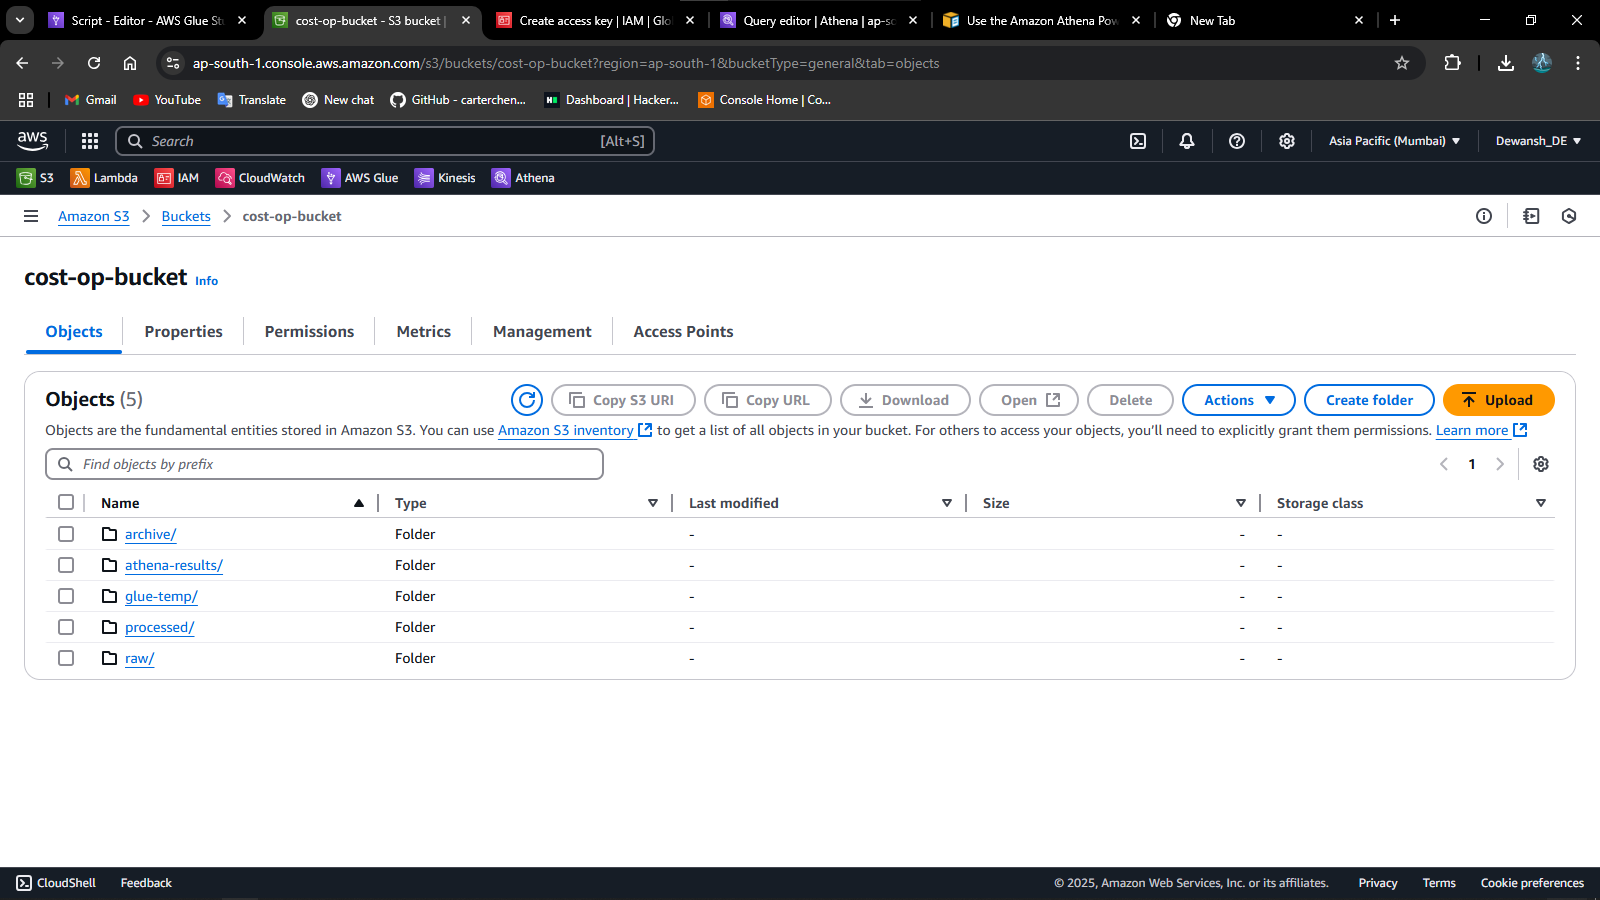 Script - Editor - AWS Glue Stu
cost-op-bucket - S3 bucket |
Create access key | IAM | Glo
Query editor | Athena | ap-so
Use the Amazon Athena Pow
New Tab
ap-south-1.console.aws.amazon.com/s3/buckets/cost-op-bucket?region=ap-south-1&bucketType=general&tab=objects
Gmail YouTube Translate New chat GitHub - carterchen... Dashboard | Hacker... Console Home | Co...
aws Search [Alt+S] Asia Pacific (Mumbai) Dewansh_DE
S3 Lambda IAM CloudWatch AWS Glue Kinesis Athena
Amazon S3 > Buckets > cost-op-bucket
cost-op-bucket Info
Objects Properties Permissions Metrics Management Access Points
Objects (5) Copy S3 URI Copy URL Download Open Delete Actions Create folder Upload
Objects are the fundamental entities stored in Amazon S3. You can use Amazon S3 inventory to get a list of all objects in your bucket. For others to access your objects, you’ll need to explicitly grant them permissions. Learn more
Find objects by prefix 1
Name Type Last modified Size Storage class
archive/ Folder - - -
athena-results/ Folder - - -
glue-temp/ Folder - - -
processed/ Folder - - -
raw/ Folder - - -
CloudShell Feedback © 2025, Amazon Web Services, Inc. or its affiliates. Privacy Terms Cookie preferences